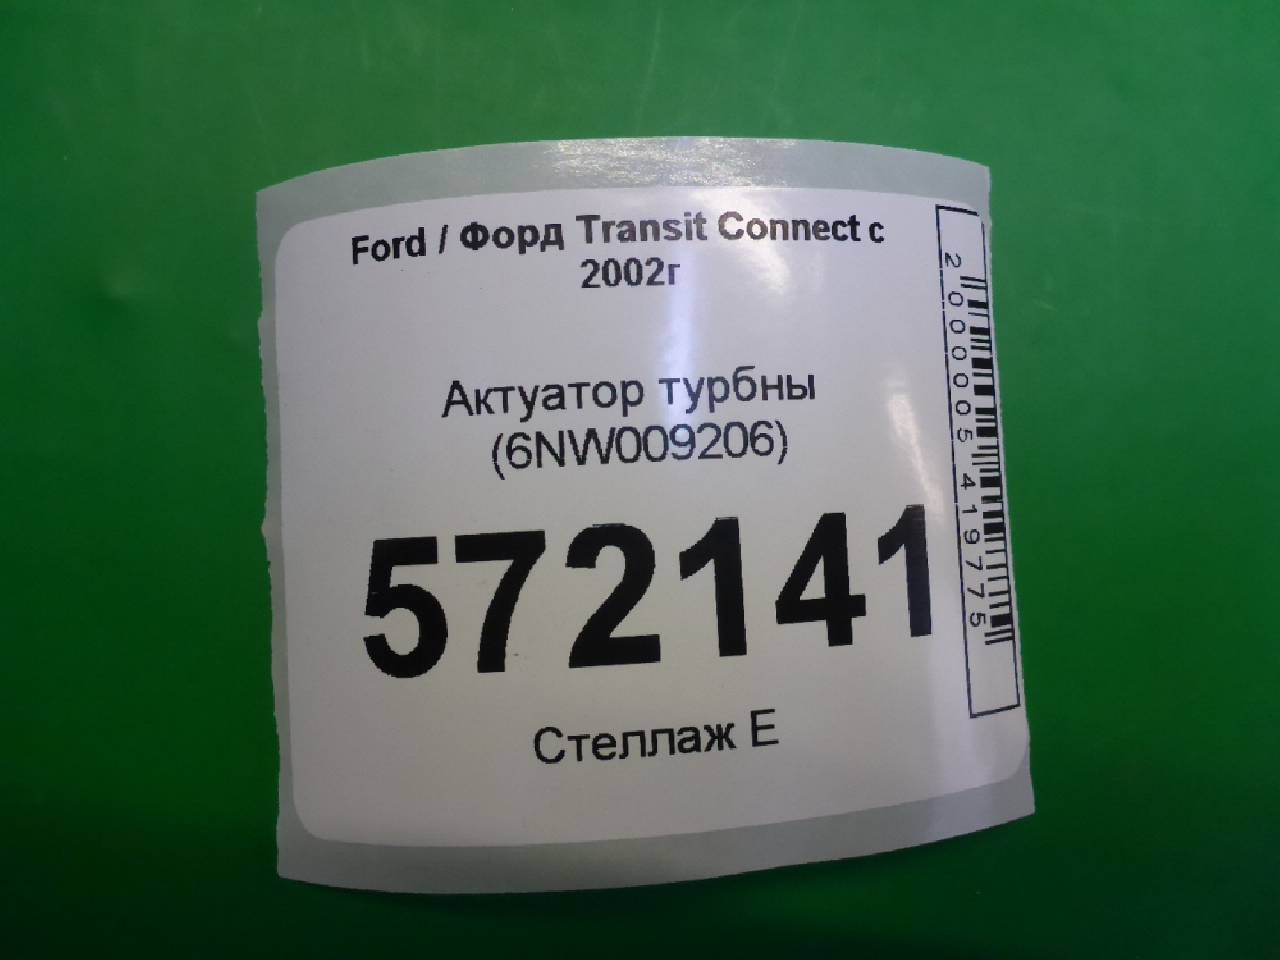 Ford / Форд Transit Connect с
2002г
Актуатор турбны
(6NW009206)
572141
Стеллаж Е
2000005419775